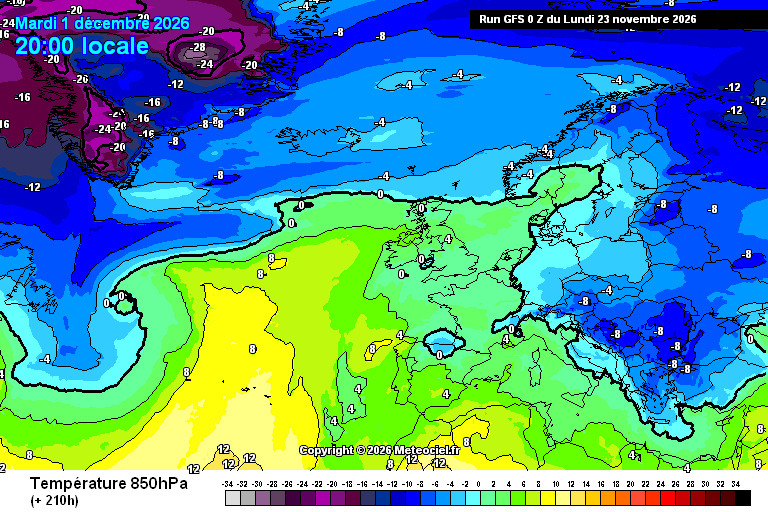 Mardi 1 décembre 2026
20:00 locale
Run GFS 0 Z du Lundi 23 novembre 2026
Copyright © 2026 Meteociel.fr
Température 850hPa
(+ 210h)
-34 -32 -30 -28 -26 -24 -22 -20 -18 -16 -14 -12 -10 -8 -6 -4 -2 0 2 4 6 8 10 12 14 16 18 20 22 24 26 28 30 32 34